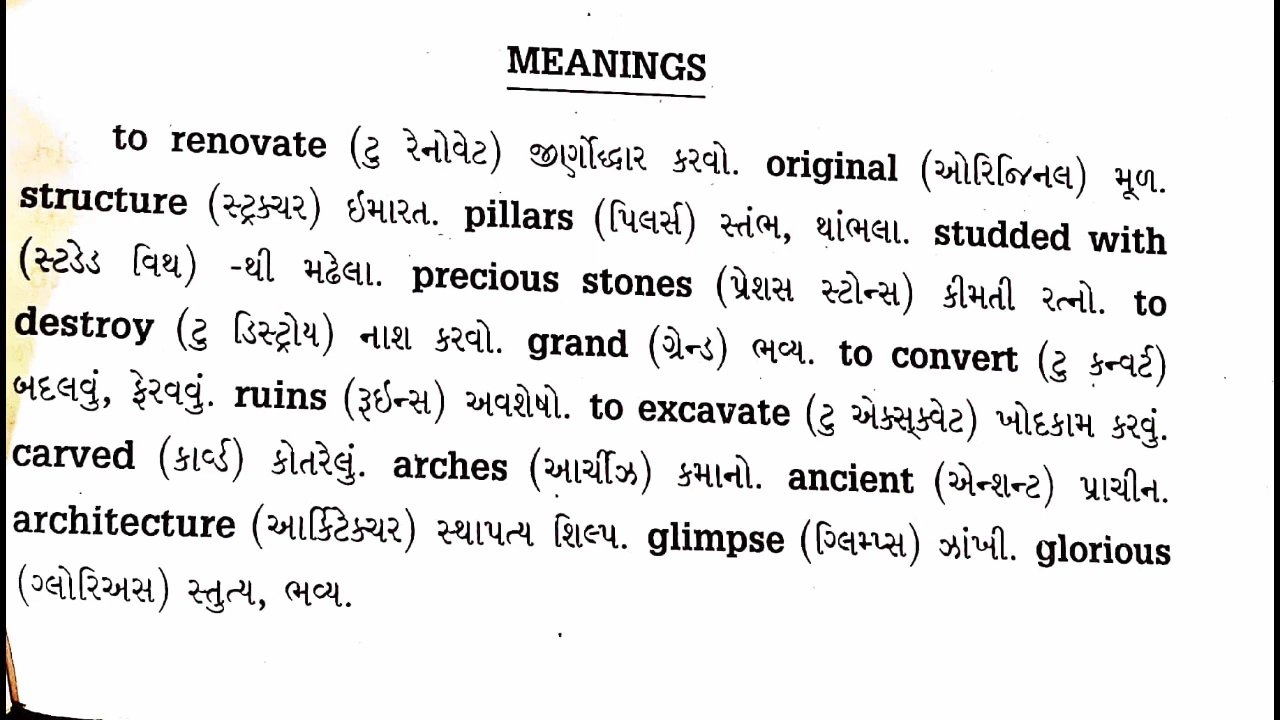 MEANINGS
to renovate (ટુ રેનોવેટ) જીર્ણોદ્ધાર કરવો. original (ઓરિજિનલ) મૂળ.
structure (સ્ટ્રક્ચર) ઈમારત. pillars (પિલર્સ) સ્તંભ, થાંભલા. studded with
(સ્ટડેડ વિથ) -થી મઢેલા. precious stones (પ્રેશસ સ્ટોન્સ) કીમતી રત્નો. to
destroy (ટુ ડિસ્ટ્રોય) નાશ કરવો. grand (ગ્રેન્ડ) ભવ્ય. to convert (ટુ કન્વર્ટ)
બદલવું, ફેરવવું. ruins (રૂઇન્સ) અવશેષો. to excavate (ટુ એક્સ્ક્વેટ) ખોદકામ કરવું.
carved (કાર્વ્ડ) કોતરેલું. arches (આર્ચીઝ) કમાનો. ancient (એન્શન્ટ) પ્રાચીન.
architecture (આર્કિટેક્ચર) સ્થાપત્ય શિલ્પ. glimpse (ગ્લિમ્પ્સ) ઝાંખી. glorious
(ગ્લોરિઅસ) સ્તુત્ય, ભવ્ય.